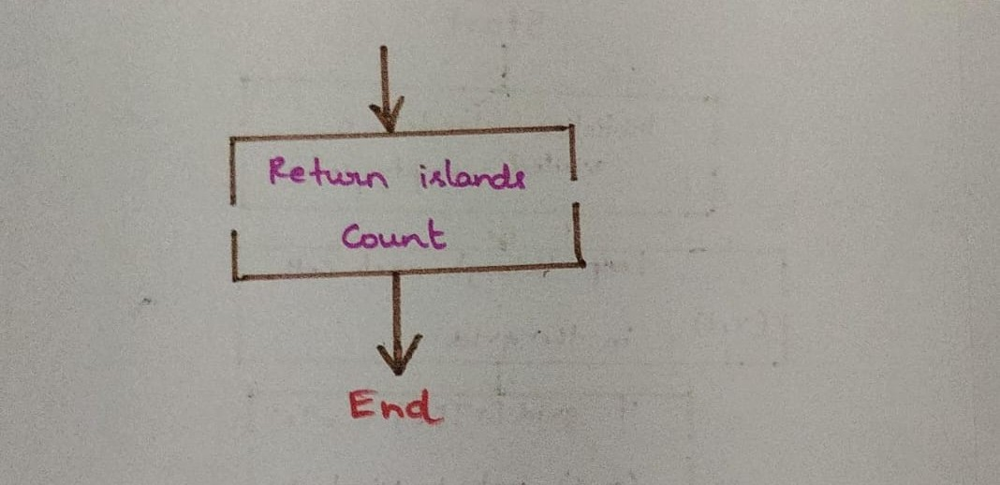 Return islands
Count
End